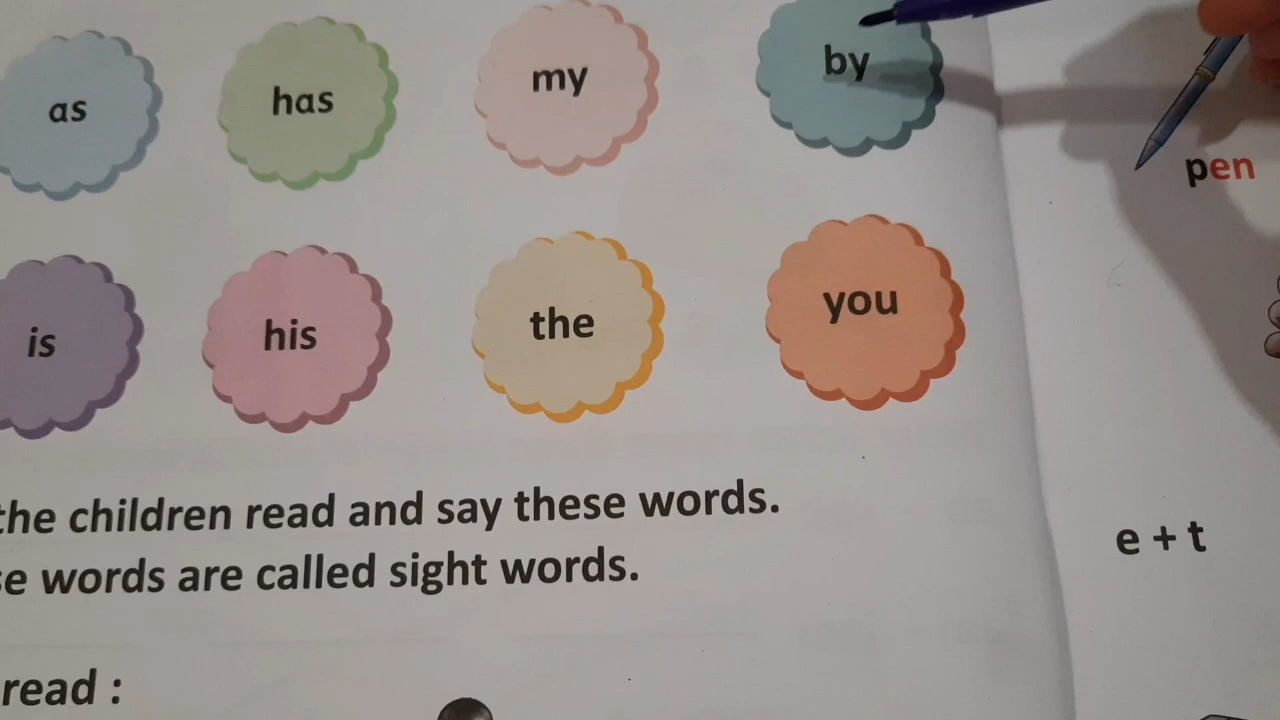 as has my by
is his the you
the children read and say these words.
se words are called sight words.
read :
pen
e + t